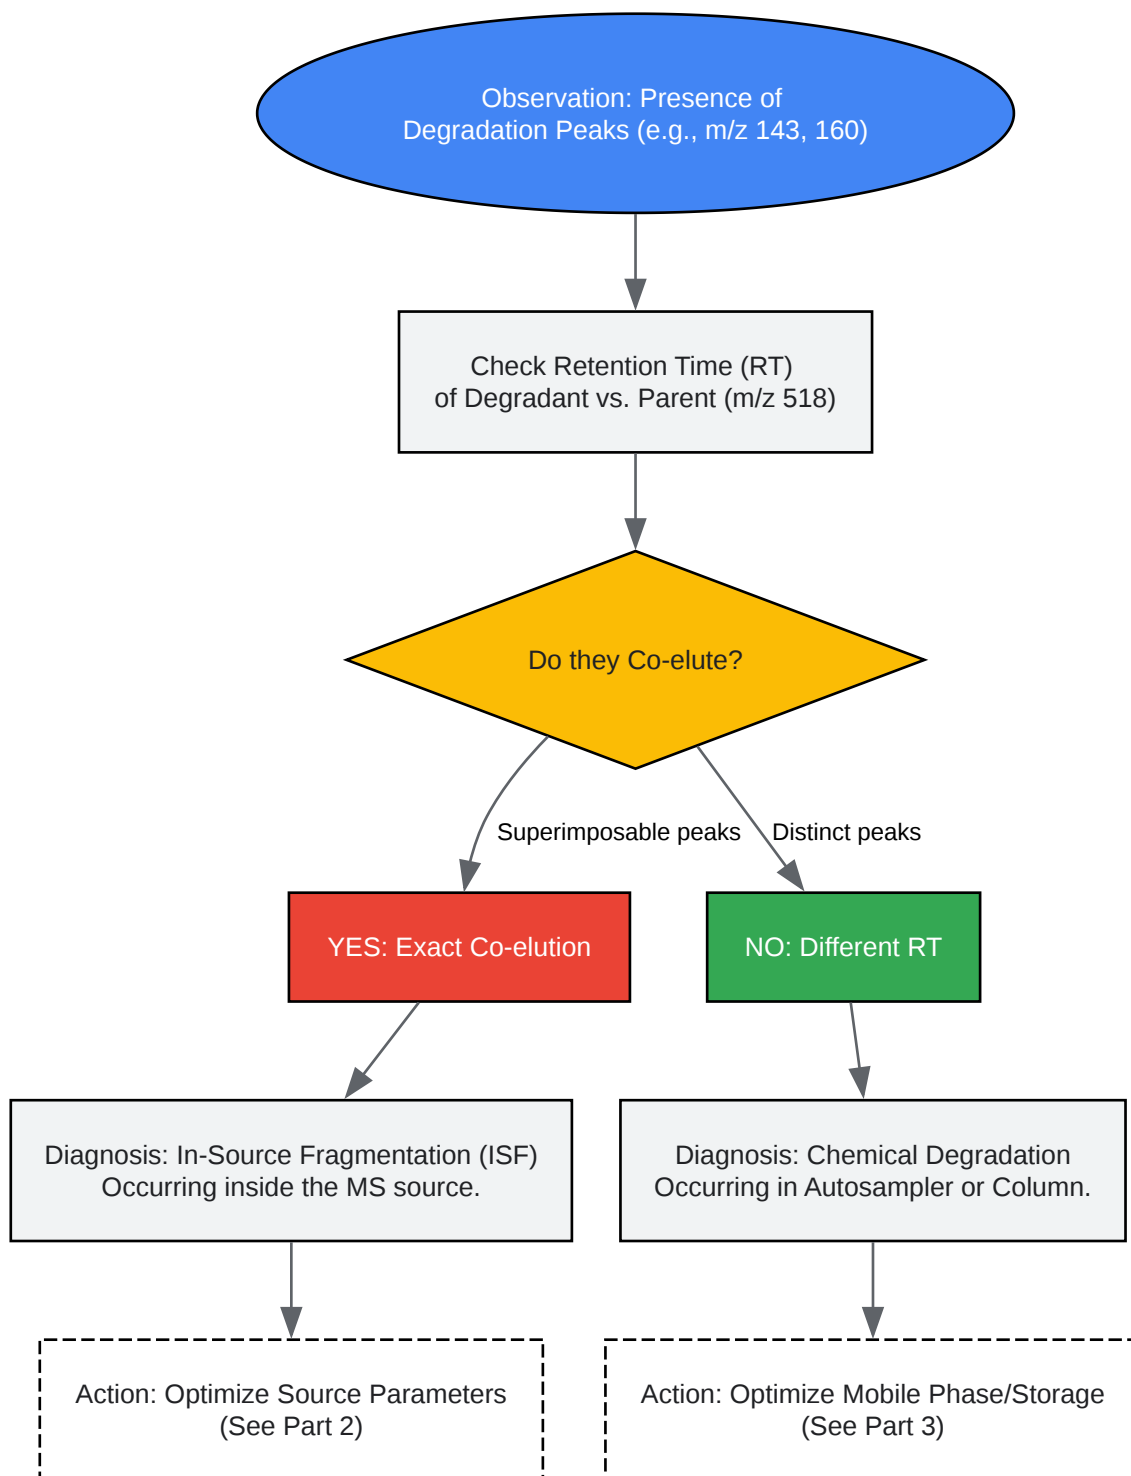 Observation: Presence of
Degradation Peaks (e.g., m/z 143, 160)
Check Retention Time (RT)
of Degradant vs. Parent (m/z 518)
Do they Co-elute?
Superimposable peaks
Distinct peaks
YES: Exact Co-elution
NO: Different RT
Diagnosis: In-Source Fragmentation (ISF)
Occurring inside the MS source.
Diagnosis: Chemical Degradation
Occurring in Autosampler or Column.
Action: Optimize Source Parameters
(See Part 2)
Action: Optimize Mobile Phase/Storage
(See Part 3)